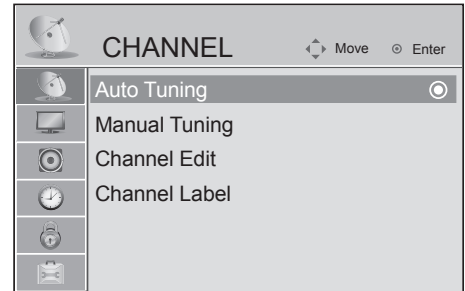 CHANNEL Move Enter
Auto Tuning
Manual Tuning
Channel Edit
Channel Label